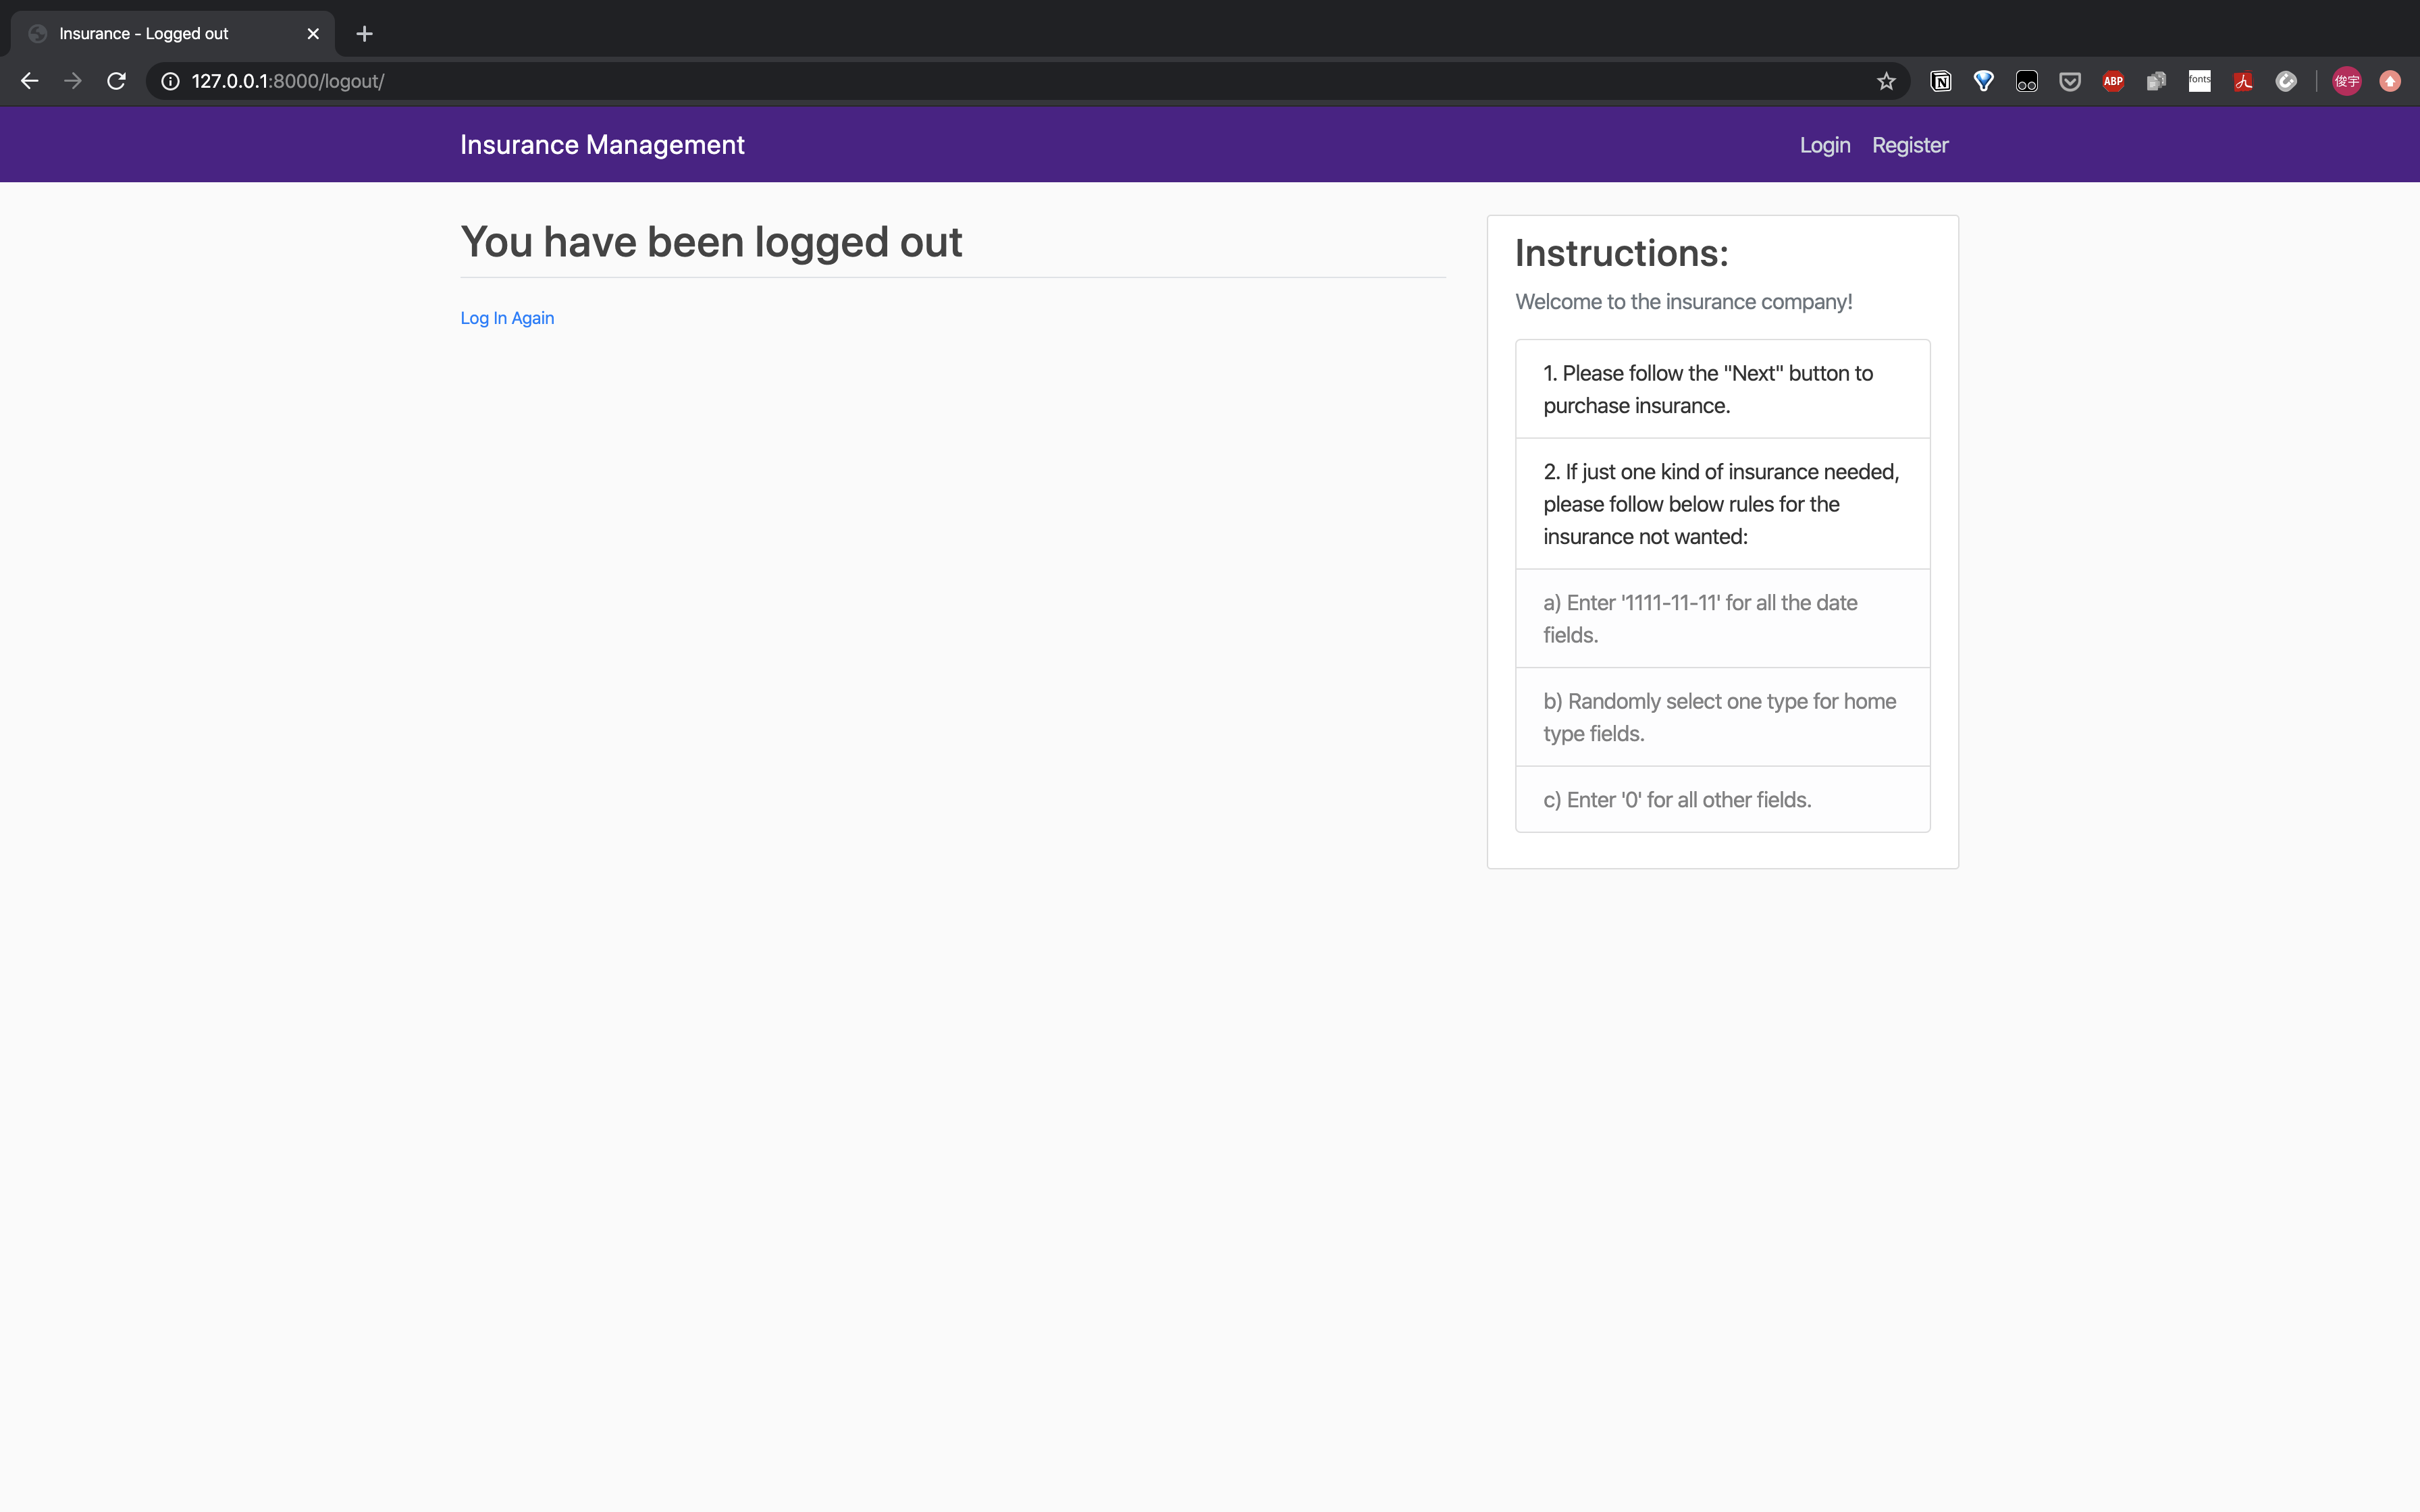 Insurance - Logged out
127.0.0.1:8000/logout/
ABP
fonts
俊宇
Insurance Management
Login
Register
You have been logged out
Log In Again
Instructions:
Welcome to the insurance company!
1. Please follow the "Next" button to
purchase insurance.
2. If just one kind of insurance needed,
please follow below rules for the
insurance not wanted:
a) Enter '1111-11-11' for all the date
fields.
b) Randomly select one type for home
type fields.
c) Enter '0' for all other fields.